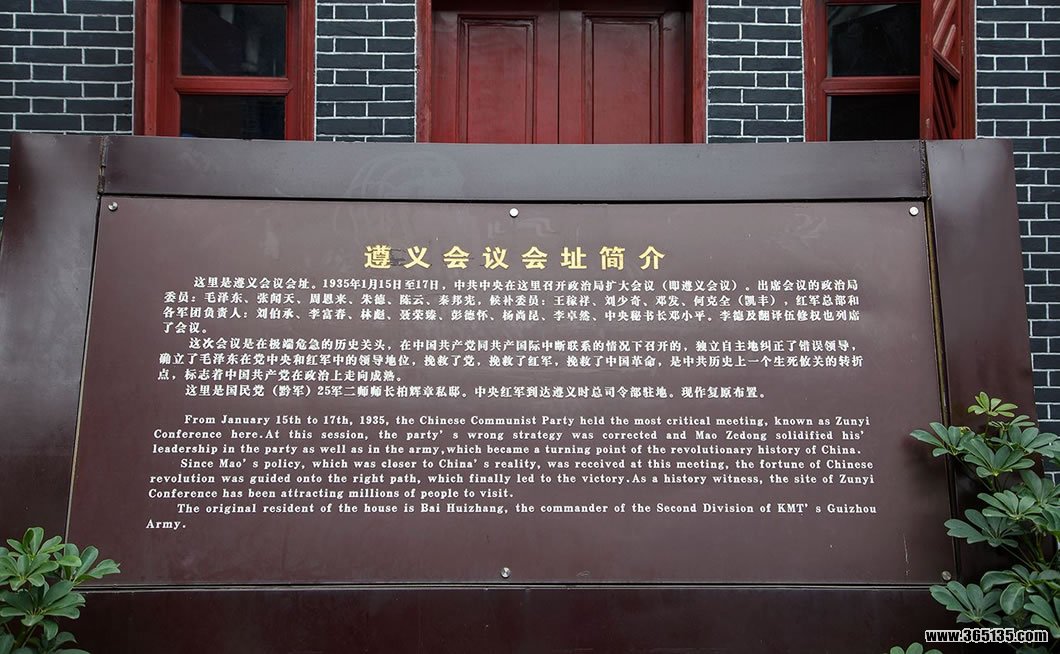 遵义会议会址简介
这里是遵义会议会址。1935年1月15日至17日，中共中央在这里召开政治局扩大会议（即遵义会议）。出席会议的政治局
委员：毛泽东、张闻天、周恩来、朱德、陈云、秦邦宪，候补委员：王稼祥、刘少奇、邓发、何克全（凯丰），红军总部和
各军团负责人：刘伯承、李富春、林彪、聂荣臻、彭德怀、杨尚昆、李卓然、中央秘书长邓小平。李德及翻译伍修权也列席
了会议。
这次会议是在极端危急的历史关头，在中国共产党同共产国际中断联系的情况下召开的，独立自主地纠正了错误领导，
确立了毛泽东在党中央和红军中的领导地位，挽救了党，挽救了红军，挽救了中国革命，是中共历史上一个生死攸关的转折
点，标志着中国共产党在政治上走向成熟。
这里是国民党（黔军）25军二师师长柏辉章私邸。中央红军到达遵义时总司令部驻地。现作复原布置。
From January 15th to 17th, 1935, the Chinese Communist Party held the most critical meeting, known as Zunyi
Conference here.At this session, the party's wrong strategy was corrected and Mao Zedong solidified his'
leadership in the party as well as in the army,which became a turning point of the revolutionary history of China.
Since Mao's policy, which was closer to China's reality, was received at this meeting, the fortune of Chinese
revolution was guided onto the right path, which finally led to the victory.As a history witness, the site of Zunyi
Conference has been attracting millions of people to visit.
The original resident of the house is Bai Huizhang, the commander of the Second Division of KMT's Guizhou
Army.
www.365135.com